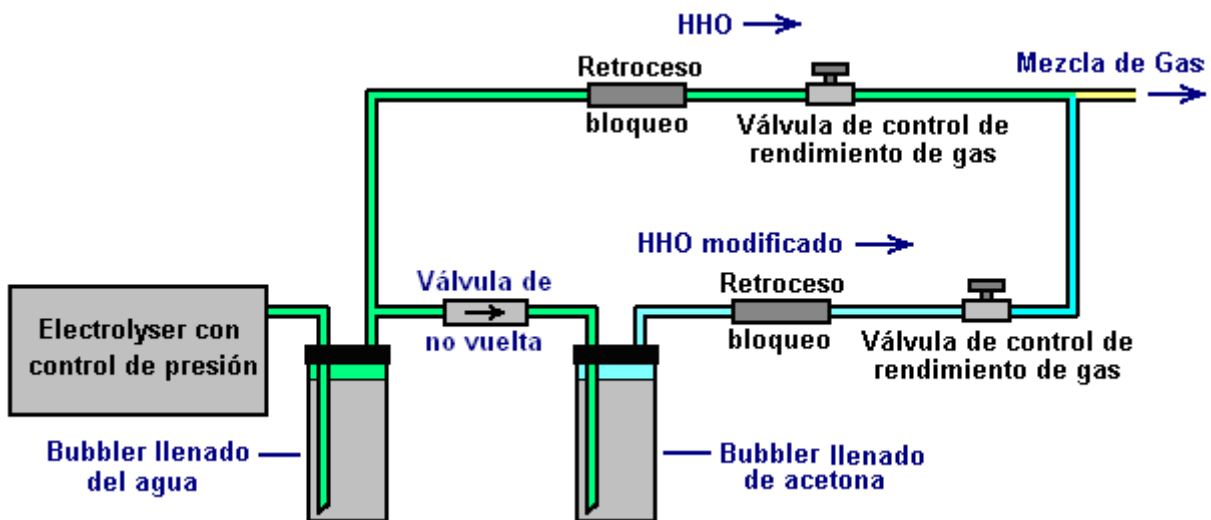 HHO
Retroceso
bloqueo
Válvula de control de
rendimiento de gas
Mezcla de Gas
HHO modificado
Retroceso
bloqueo
Válvula de control de
rendimiento de gas
Válvula de
no vuelta
Electrolyser con
control de presión
Bubbler llenado
del agua
Bubbler llenado
de acetona